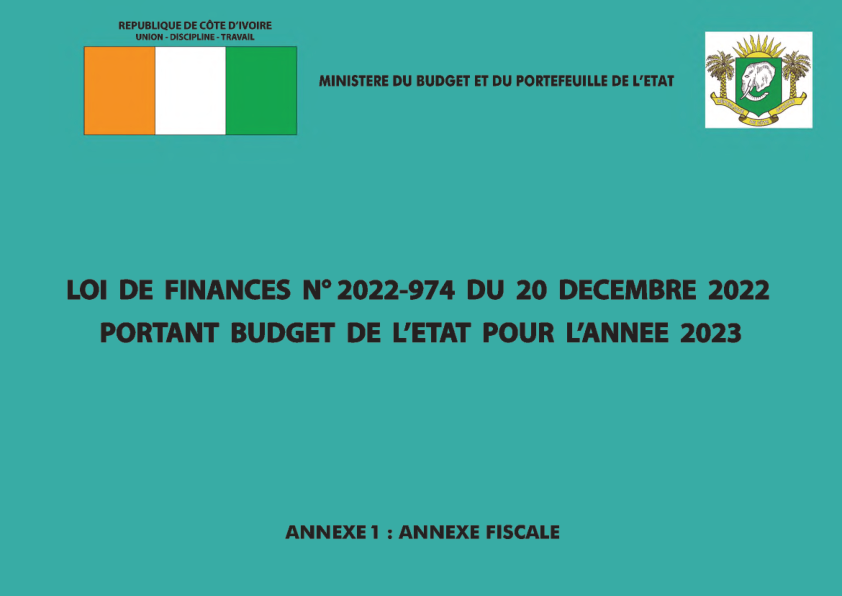 REPUBLIQUE DE CÔTE D'IVOIRE
UNION - DISCIPLINE - TRAVAIL
MINISTERE DU BUDGET ET DU PORTEFEUILLE DE L'ETAT
LOI DE FINANCES N° 2022-974 DU 20 DECEMBRE 2022
PORTANT BUDGET DE L'ETAT POUR L'ANNEE 2023
ANNEXE 1 : ANNEXE FISCALE